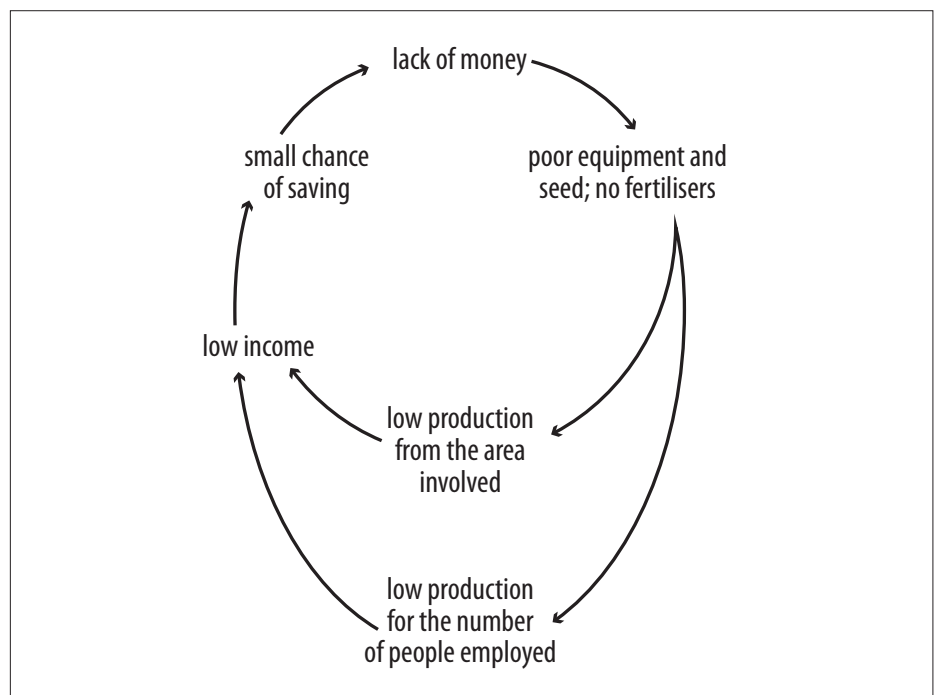 lack of money
poor equipment and
seed; no fertilisers
small chance
of saving
low income
low production
from the area
involved
low production
for the number
of people employed